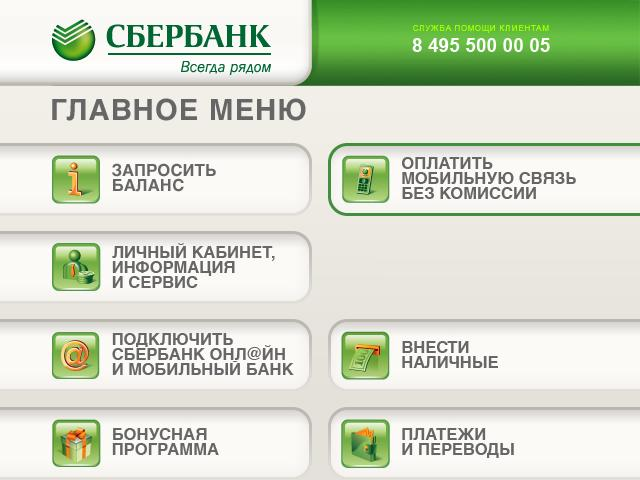 СБЕРБАНК
Всегда рядом
СЛУЖБА ПОМОЩИ КЛИЕНТАМ
8 495 500 00 05
ГЛАВНОЕ МЕНЮ
ЗАПРОСИТЬ
БАЛАНС
ОПЛАТИТЬ
МОБИЛЬНУЮ СВЯЗЬ
БЕЗ КОМИССИИ
ЛИЧНЫЙ КАБИНЕТ,
ИНФОРМАЦИЯ
И СЕРВИС
ПОДКЛЮЧИТЬ
СБЕРБАНК ОНЛ@ЙН
И МОБИЛЬНЫЙ БАНК
ВНЕСТИ
НАЛИЧНЫЕ
БОНУСНАЯ
ПРОГРАММА
ПЛАТЕЖИ
И ПЕРЕВОДЫ